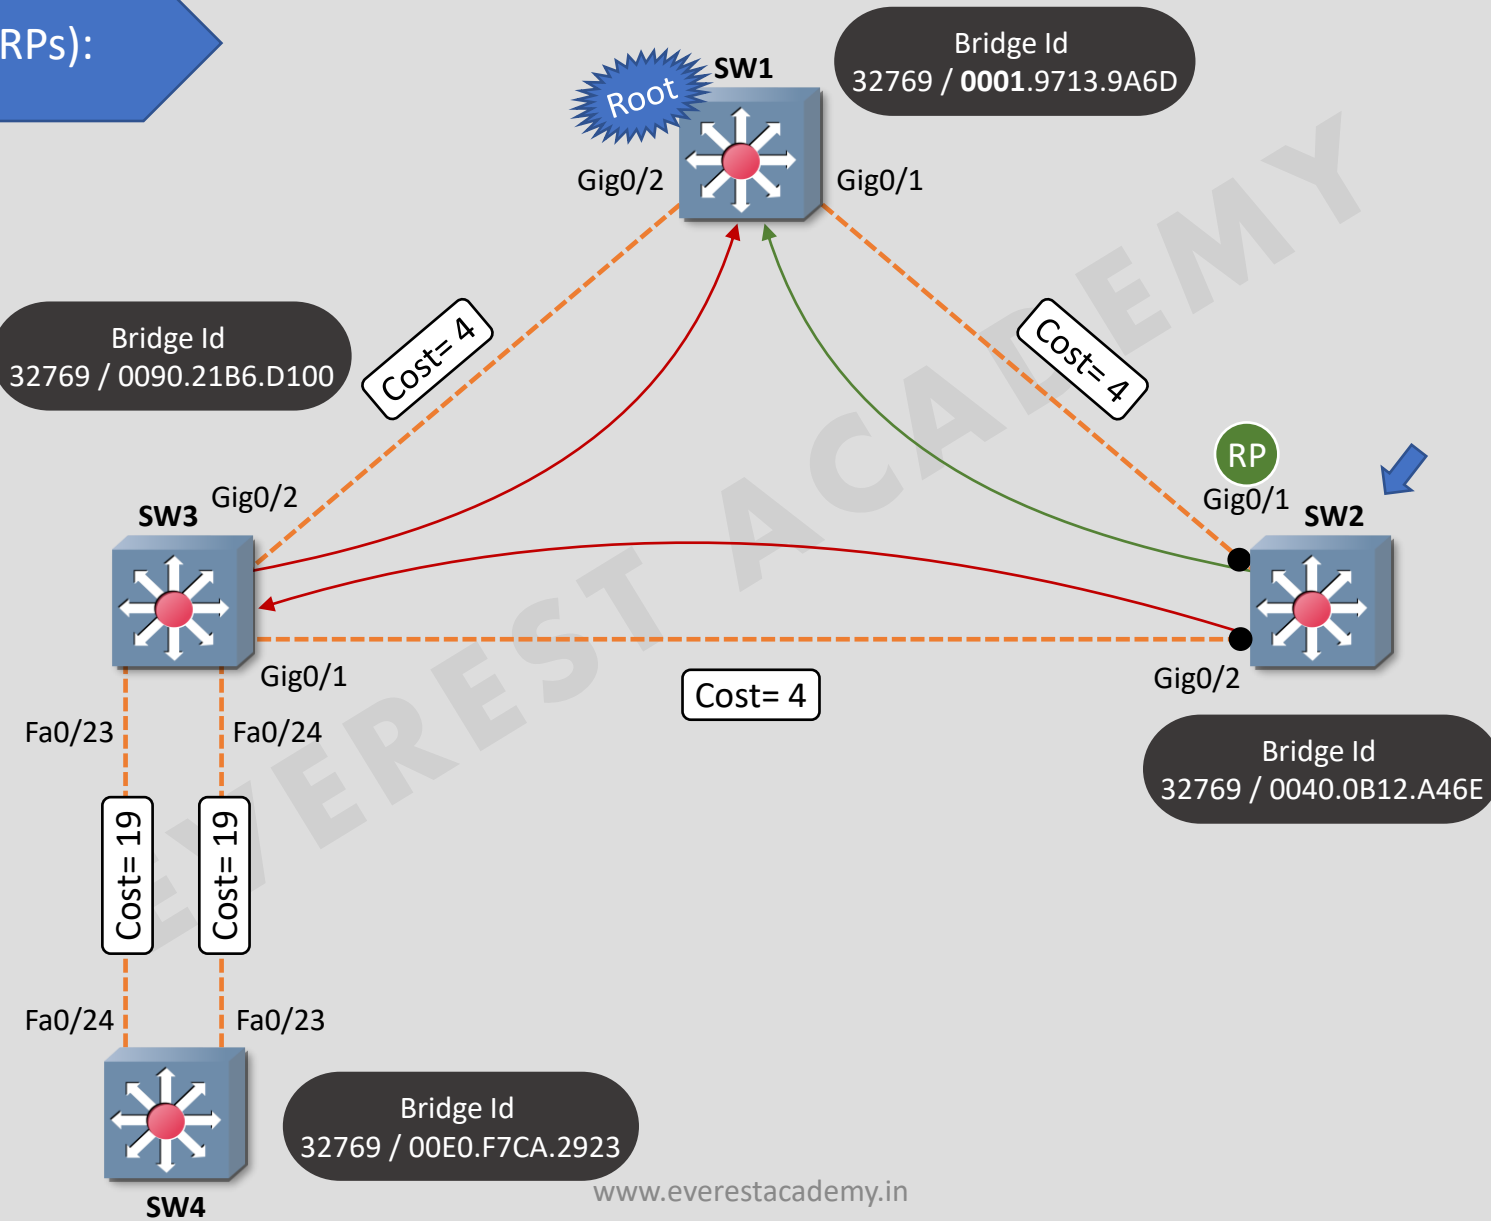 RPs):
Bridge Id
32769 / 0001.9713.9A6D
SW1
Root
Gig0/2
Gig0/1
Cost= 4
Cost= 4
Bridge Id
32769 / 0090.21B6.D100
RP
Gig0/1
SW2
Gig0/2
SW3
Gig0/1
Cost= 4
Gig0/2
Bridge Id
32769 / 0040.0B12.A46E
Fa0/23
Fa0/24
Cost= 19
Cost= 19
Fa0/24
Fa0/23
Bridge Id
32769 / 00E0.F7CA.2923
SW4
www.everestacademy.in
EVEREST ACADEMY